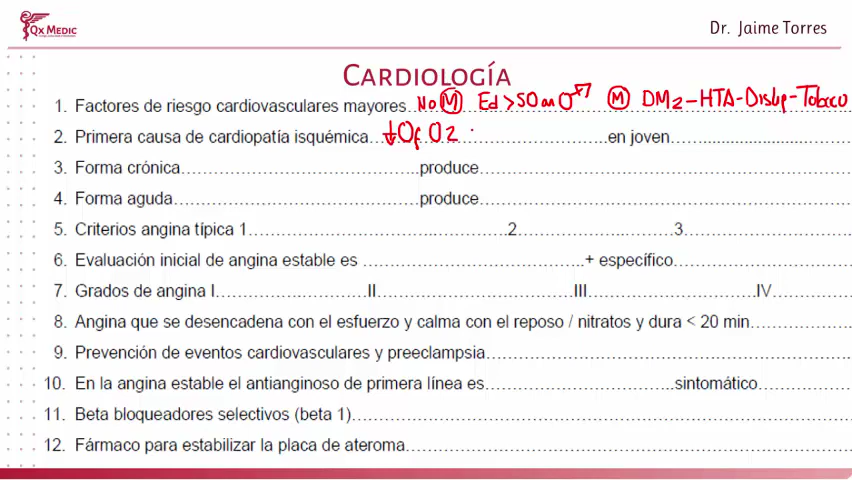 Qx MEDIC
Dr. Jaime Torres
CARDIOLOGÍA
1. Factores de riesgo cardiovasculares mayores... No M Ed >50 en ♂ M DM2-HTA-Dislip-Tabaco
2. Primera causa de cardiopatía isquémica... ↓ Of O2 ...en joven...
3. Forma crónica...produce...
4. Forma aguda...produce...
5. Criterios angina típica 1...2...3...
6. Evaluación inicial de angina estable es ...+ específico...
7. Grados de angina I...II...III...IV...
8. Angina que se desencadena con el esfuerzo y calma con el reposo / nitratos y dura < 20 min...
9. Prevención de eventos cardiovasculares y preeclampsia...
10. En la angina estable el antianginoso de primera línea es...sintomático...
11. Beta bloqueadores selectivos (beta 1)...
12. Fármaco para estabilizar la placa de ateroma...